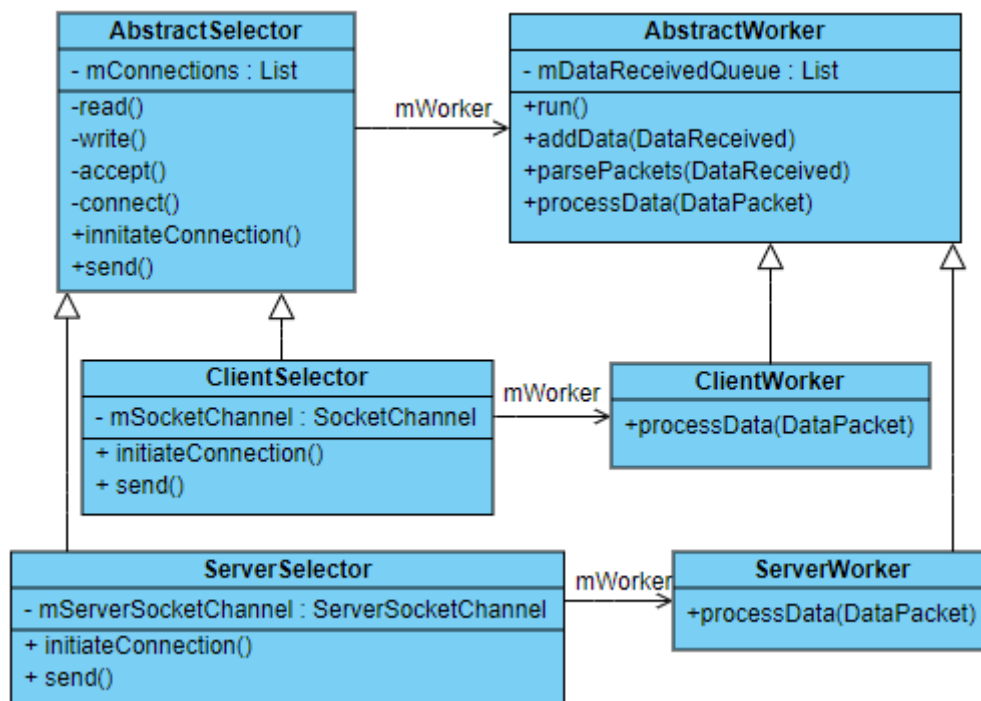 AbstractSelector
- mConnections : List
-read()
-write()
-accept()
-connect()
+innitateConnection()
+send()
mWorker
AbstractWorker
- mDataReceivedQueue : List
+run()
+addData(DataReceived)
+parsePackets(DataReceived)
+processData(DataPacket)
ClientSelector
- mSocketChannel : SocketChannel
+ initiateConnection()
+ send()
mWorker
ClientWorker
+processData(DataPacket)
ServerSelector
- mServerSocketChannel : ServerSocketChannel
+ initiateConnection()
+ send()
mWorker
ServerWorker
+processData(DataPacket)